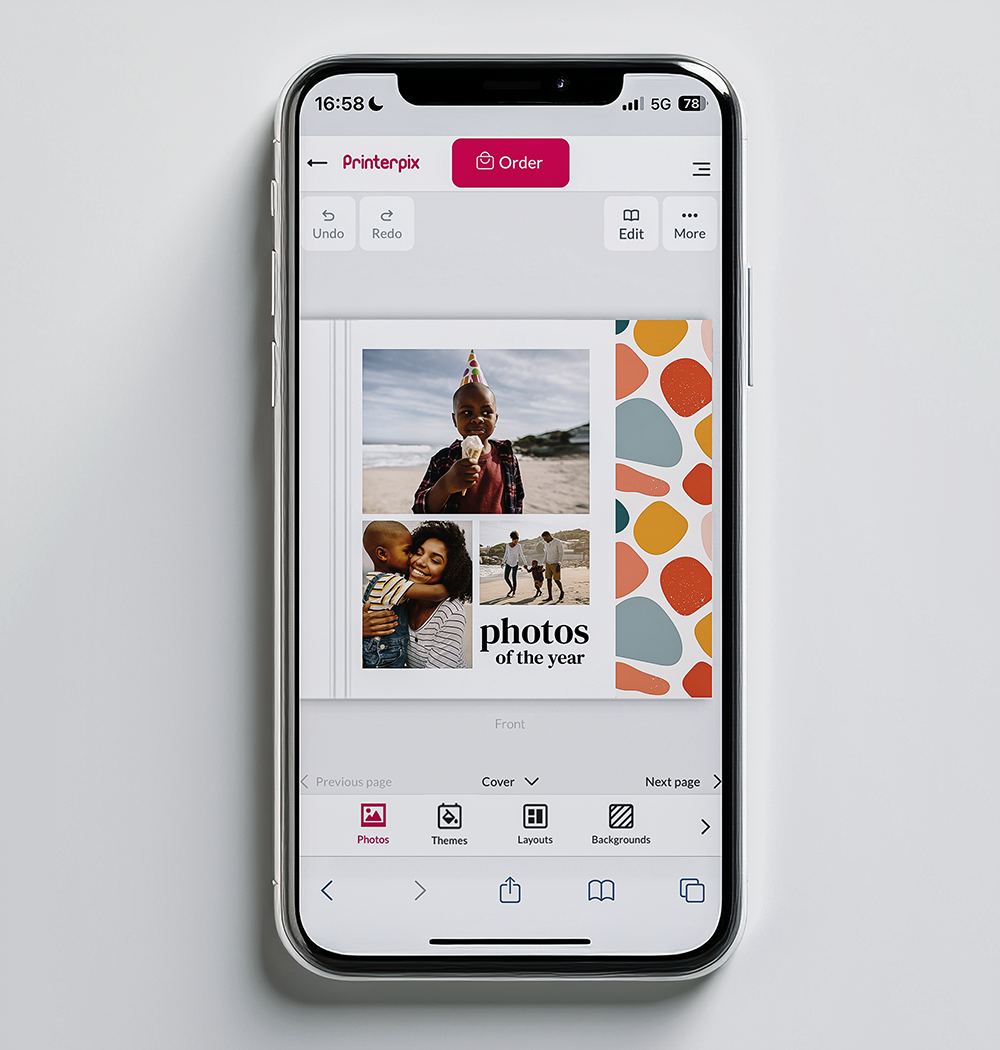 16:58 5G 78
Printerpix Order
Undo Redo Edit More
photos
of the year
Front
Previous page Cover Next page
Photos Themes Layouts Backgrounds